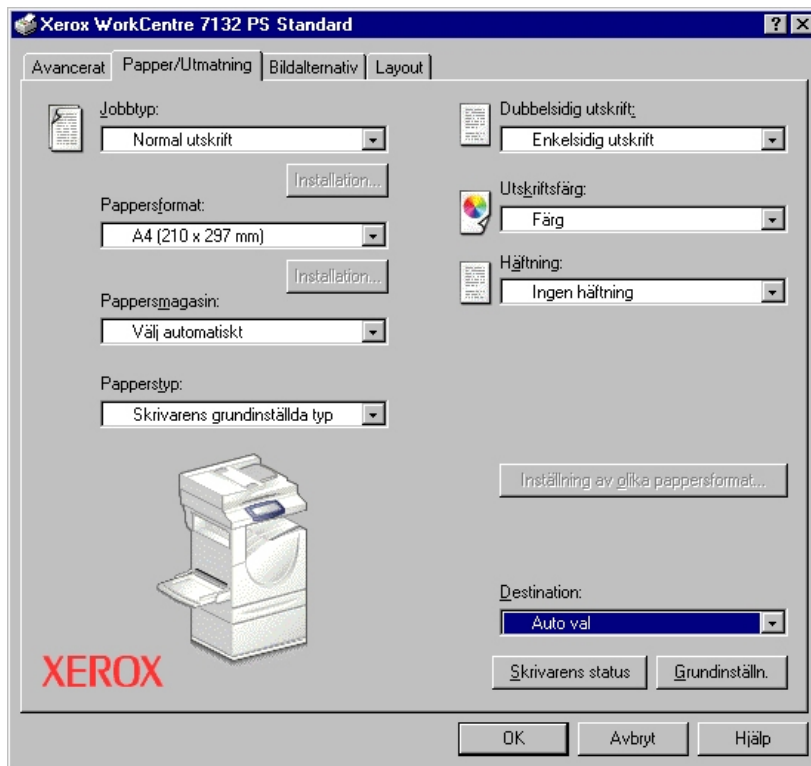 Xerox WorkCentre 7132 PS Standard
Avancerat
Papper/Utmatning
Bildalternativ
Layout
Jobbtyp:
Normal utskrift
Installation...
Pappersformat:
A4 (210 x 297 mm)
Installation...
Pappersmagasin:
Välj automatiskt
Papperstyp:
Skrivarens grundinställda typ
XEROX
Dubbelsidig utskrift:
Enkelsidig utskrift
Utskriftsfärg:
Färg
Häftning:
Ingen häftning
Inställning av olika pappersformat...
Destination:
Auto val
Skrivarens status
Grundinställn.
OK
Avbryt
Hjälp